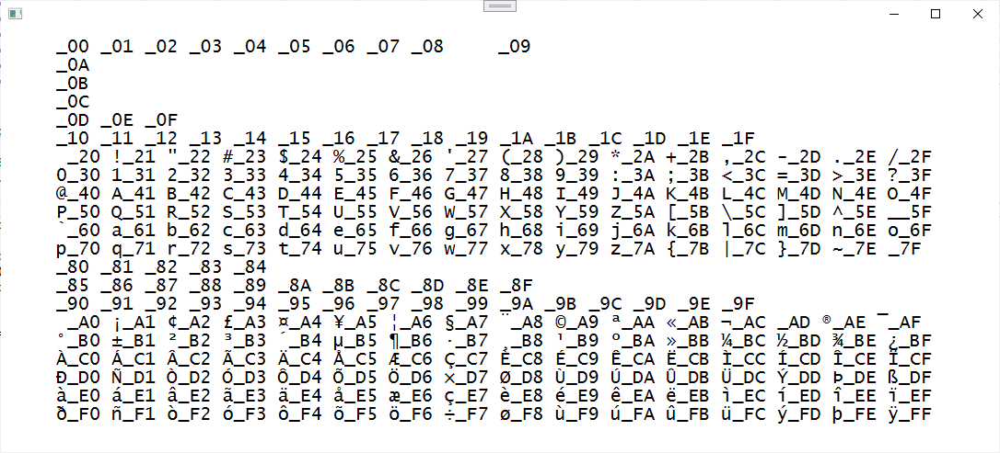 _00 _01 _02 _03 _04 _05 _06 _07 _08 _09
_0A
_0B
_0C
_0D _0E _0F
_10 _11 _12 _13 _14 _15 _16 _17 _18 _19 _1A _1B _1C _1D _1E _1F
_20 !_21 "_22 #_23 $_24 %_25 &_26 '_27 (_28 )_29 *_2A +_2B ,_2C -_2D ._2E /_2F
0_30 1_31 2_32 3_33 4_34 5_35 6_36 7_37 8_38 9_39 :_3A ;_3B <_3C =_3D >_3E ?_3F
@_40 A_41 B_42 C_43 D_44 E_45 F_46 G_47 H_48 I_49 J_4A K_4B L_4C M_4D N_4E O_4F
P_50 Q_51 R_52 S_53 T_54 U_55 V_56 W_57 X_58 Y_59 Z_5A [_5B \_5C ]_5D ^_5E __5F
`_60 a_61 b_62 c_63 d_64 e_65 f_66 g_67 h_68 i_69 j_6A k_6B l_6C m_6D n_6E o_6F
p_70 q_71 r_72 s_73 t_74 u_75 v_76 w_77 x_78 y_79 z_7A {_7B |_7C }_7D ~_7E _7F
_80 _81 _82 _83 _84
_85 _86 _87 _88 _89 _8A _8B _8C _8D _8E _8F
_90 _91 _92 _93 _94 _95 _96 _97 _98 _99 _9A _9B _9C _9D _9E _9F
_A0 ¡_A1 ¢_A2 £_A3 ¤_A4 ¥_A5 ¦_A6 §_A7 ¨_A8 ©_A9 ª_AA «_AB ¬_AC _AD ®_AE ¯_AF
°_B0 ±_B1 ²_B2 ³_B3 ´_B4 µ_B5 ¶_B6 ·_B7 ¸_B8 ¹_B9 º_BA »_BB ¼_BC ½_BD ¾_BE ¿_BF
À_C0 Á_C1 Â_C2 Ã_C3 Ä_C4 Å_C5 Æ_C6 Ç_C7 È_C8 É_C9 Ê_CA Ë_CB Ì_CC Í_CD Î_CE Ï_CF
Ð_D0 Ñ_D1 Ò_D2 Ó_D3 Ô_D4 Õ_D5 Ö_D6 ×_D7 Ø_D8 Ù_D9 Ú_DA Û_DB Ü_DC Ý_DD Þ_DE ß_DF
à_E0 á_E1 â_E2 ã_E3 ä_E4 å_E5 æ_E6 ç_E7 è_E8 é_E9 ê_EA ë_EB ì_EC í_ED î_EE ï_EF
ð_F0 ñ_F1 ò_F2 ó_F3 ô_F4 õ_F5 ö_F6 ÷_F7 ø_F8 ù_F9 ú_FA û_FB ü_FC ý_FD þ_FE ÿ_FF